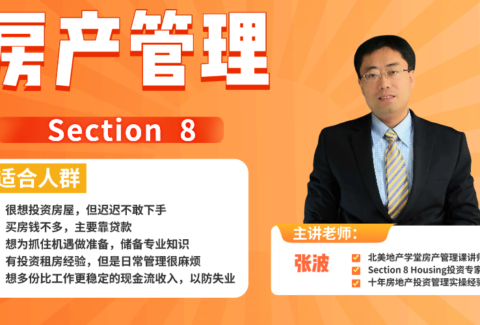 房产管理
Section 8
适合人群
很想投资房屋，但迟迟不敢下手
买房钱不多，主要靠贷款
想为抓住机遇做准备，储备专业知识
有投资租房经验，但是日常管理很麻烦
想多份比工作更稳定的现金流收入，以防失业
主讲老师：
张波
北美地产学堂房产管理课讲师
Section 8 Housing投资专家
十年房地产投资管理实操经验